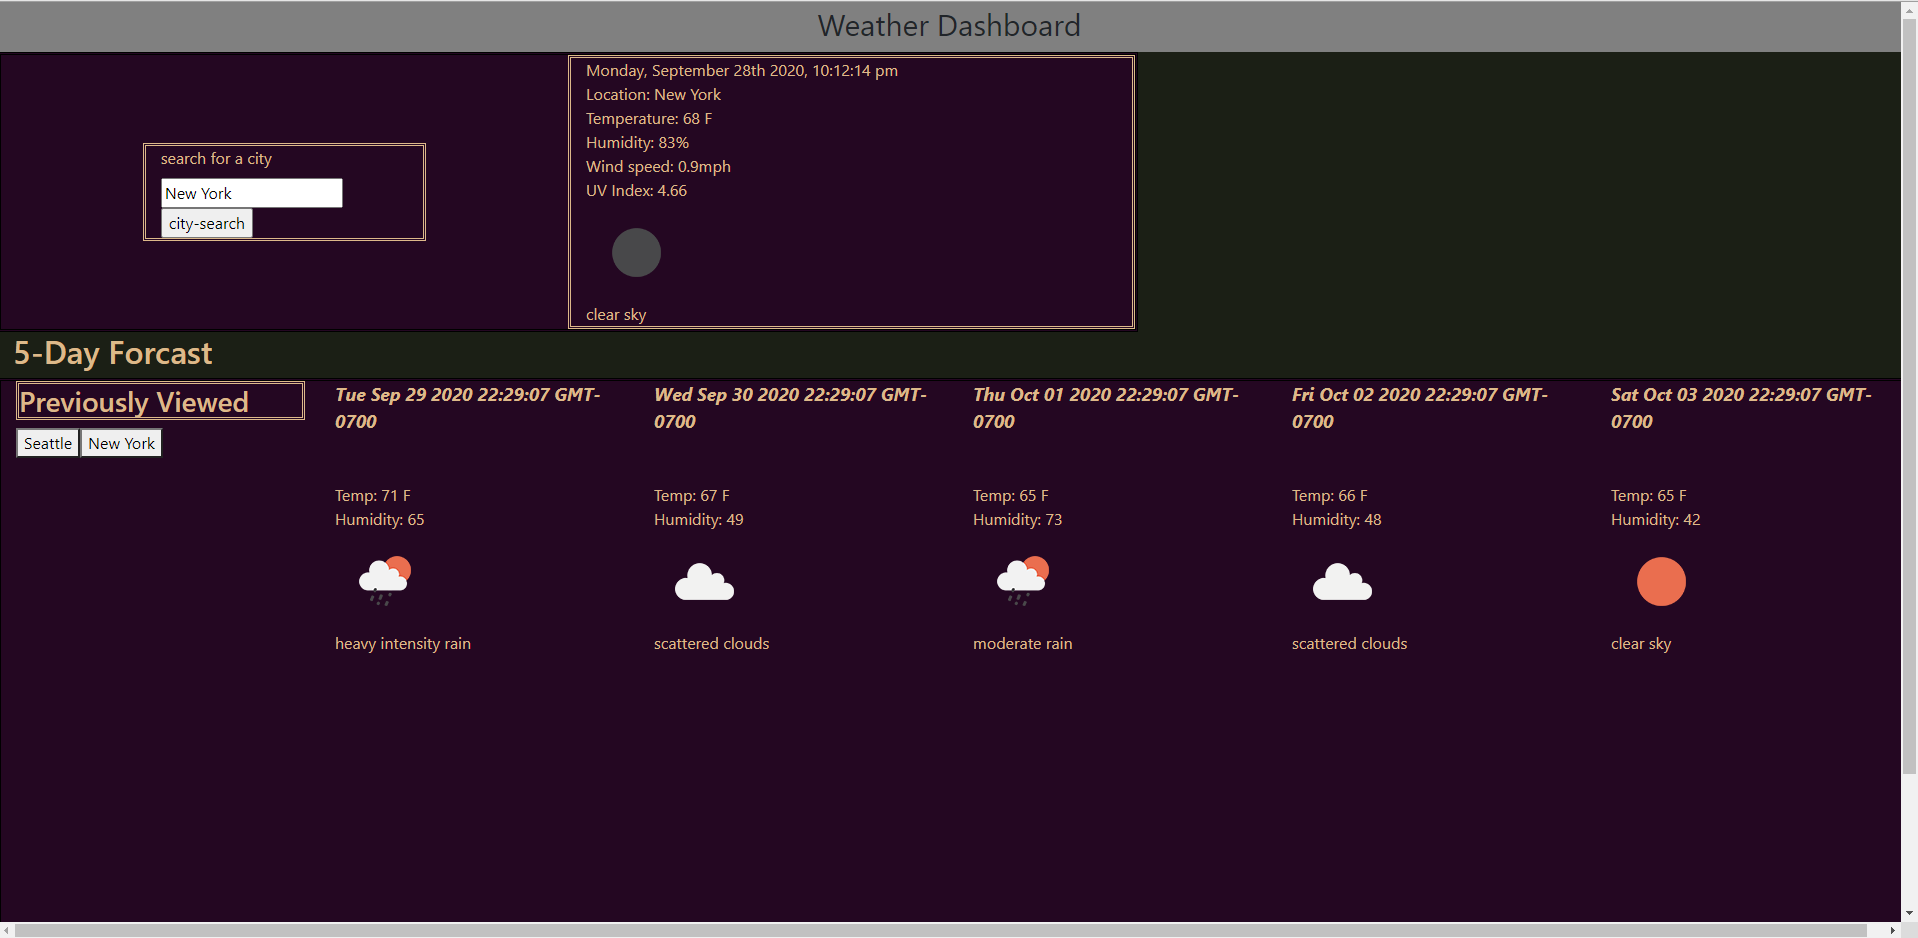 Weather Dashboard
search for a city
New York
city-search
Monday, September 28th 2020, 10:12:14 pm
Location: New York
Temperature: 68 F
Humidity: 83%
Wind speed: 0.9mph
UV Index: 4.66
clear sky
5-Day Forcast
Previously Viewed
Seattle New York
Tue Sep 29 2020 22:29:07 GMT-
0700
Temp: 71 F
Humidity: 65
heavy intensity rain
Wed Sep 30 2020 22:29:07 GMT-
0700
Temp: 67 F
Humidity: 49
scattered clouds
Thu Oct 01 2020 22:29:07 GMT-
0700
Temp: 65 F
Humidity: 73
moderate rain
Fri Oct 02 2020 22:29:07 GMT-
0700
Temp: 66 F
Humidity: 48
scattered clouds
Sat Oct 03 2020 22:29:07 GMT-
0700
Temp: 65 F
Humidity: 42
clear sky